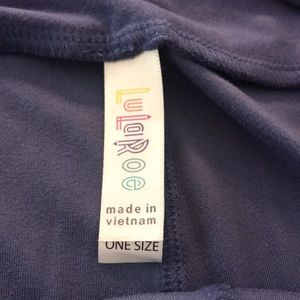 LuLaRoe
made in
vietnam
ONE SIZE